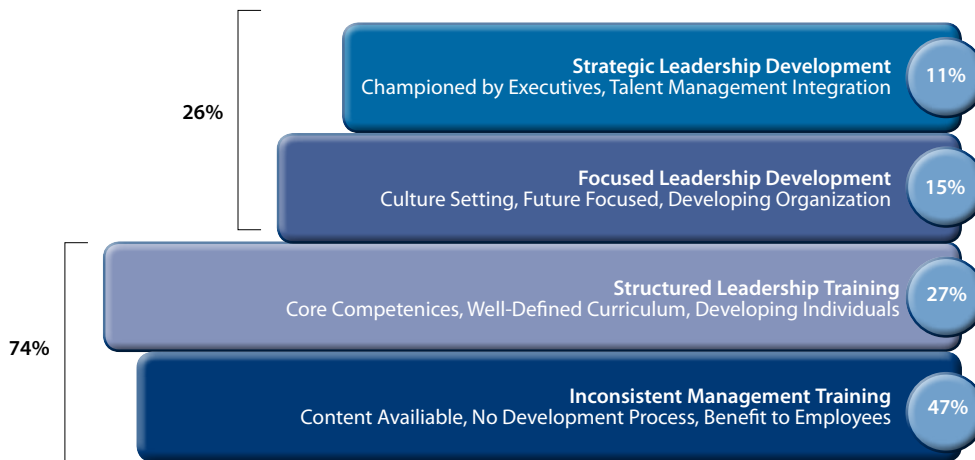 Strategic Leadership Development
Championed by Executives, Talent Management Integration
11%
26%
Focused Leadership Development
Culture Setting, Future Focused, Developing Organization
15%
Structured Leadership Training
Core Competenices, Well-Defined Curriculum, Developing Individuals
27%
74%
Inconsistent Management Training
Content Availiable, No Development Process, Benefit to Employees
47%